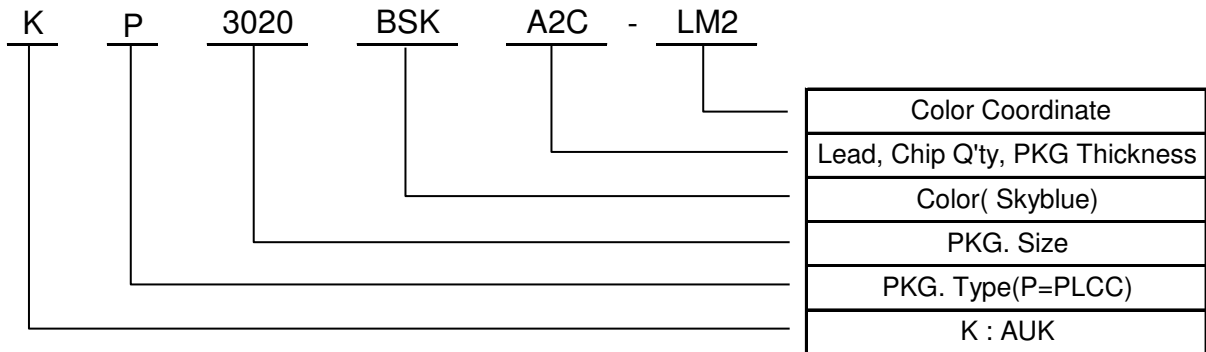 K P 3020 BSK A2C - LM2
Color Coordinate
Lead, Chip Q'ty, PKG Thickness
Color( Skyblue)
PKG. Size
PKG. Type(P=PLCC)
K : AUK